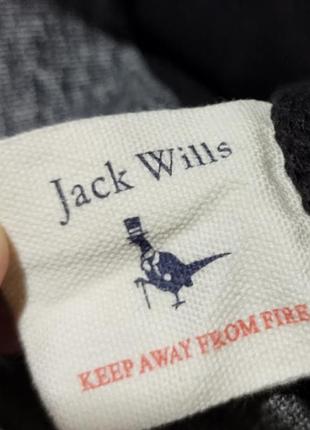 Jack Wills
KEEP AWAY FROM FIRE